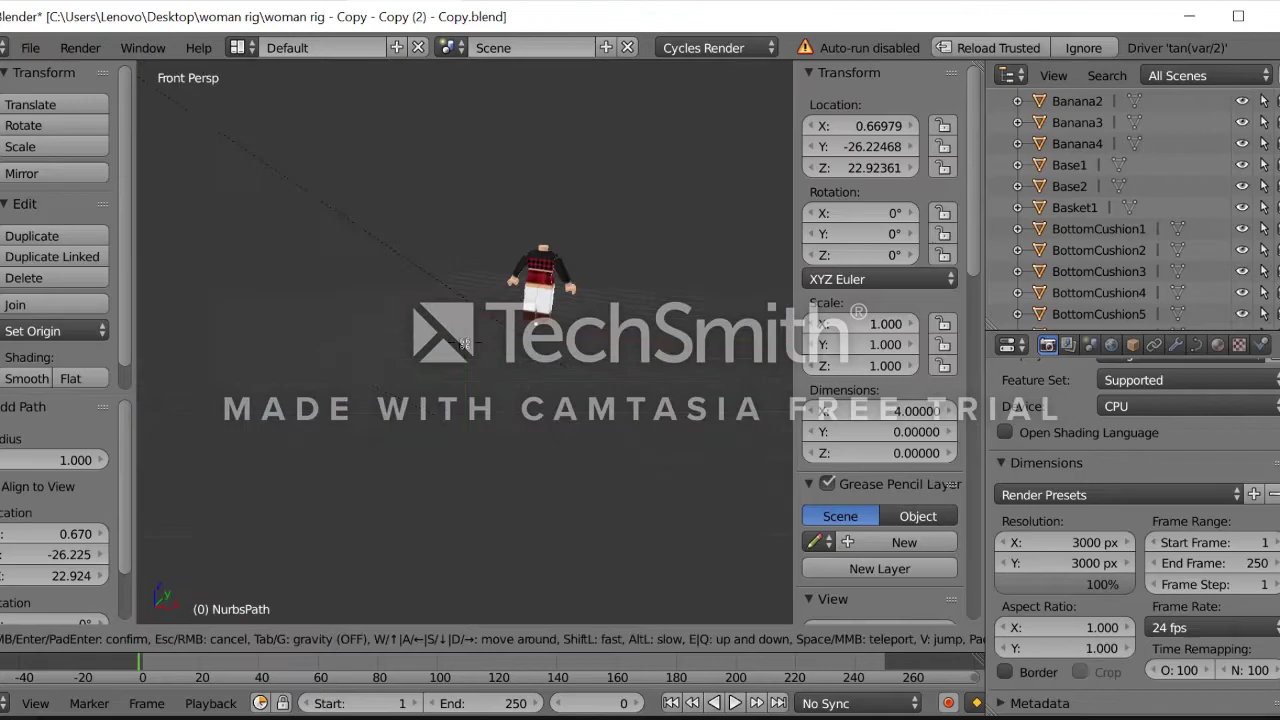 Blender* [C:\Users\Lenovo\Desktop\woman rig\woman rig - Copy - Copy (2) - Copy.blend]
File Render Window Help Default Scene Cycles Render Auto-run disabled Reload Trusted Ignore Driver 'tan(var/2)'
Transform
Translate
Rotate
Scale
Mirror
Edit
Duplicate
Duplicate Linked
Delete
Join
Set Origin
Shading:
Smooth Flat
dd Path
dius
1.000
Align to View
cation
: 0.670
: -26.225
: 22.924
otation
: 0°
Front Persp
(0) NurbsPath
TechSmith®
MADE WITH CAMTASIA FREE TRIAL
Transform
Location:
X: 0.66979
Y: -26.22468
Z: 22.92361
Rotation:
X: 0°
Y: 0°
Z: 0°
XYZ Euler
Scale:
X: 1.000
Y: 1.000
Z: 1.000
Dimensions:
X: 4.00000
Y: 0.00000
Z: 0.00000
Grease Pencil Layer
Scene Object
New
New Layer
View
View Search All Scenes
Banana2
Banana3
Banana4
Base1
Base2
Basket1
BottomCushion1
BottomCushion2
BottomCushion3
BottomCushion4
BottomCushion5
Feature Set: Supported
Device: CPU
Open Shading Language
Dimensions
Render Presets
Resolution: Frame Range:
X: 3000 px Start Frame: 1
Y: 3000 px End Frame: 250
100% Frame Step: 1
Aspect Ratio: Frame Rate:
X: 1.000 24 fps
Y: 1.000 Time Remapping:
Border Crop O: 100 N: 100
Metadata
MB/Enter/PadEnter: confirm, Esc/RMB: cancel, Tab/G: gravity (OFF), W/↑|A/←|S/↓|D/→: move around, ShiftL: fast, AltL: slow, E|Q: up and down, Space/MMB: teleport, V: jump, Pad
-40 -20 0 20 40 60 80 100 120 140 160 180 200 220 240 260
View Marker Frame Playback Start: 1 End: 250 0 No Sync